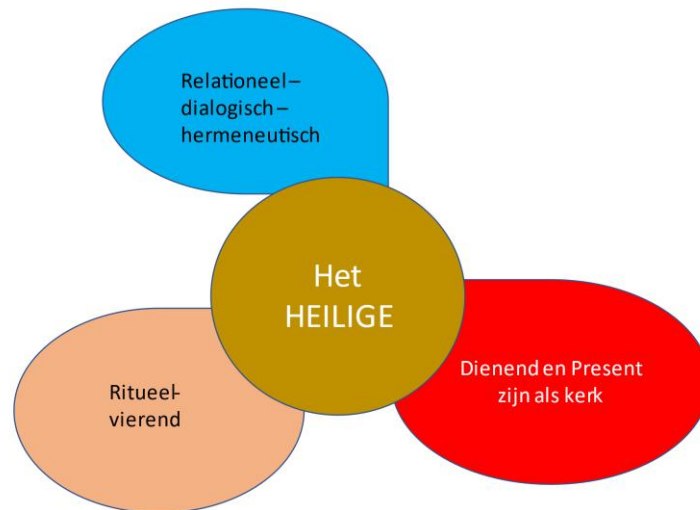 Relationeel –
dialogisch –
hermeneutisch
Het
HEILIGE
Dienend en Present
zijn als kerk
Ritueel-
vierend